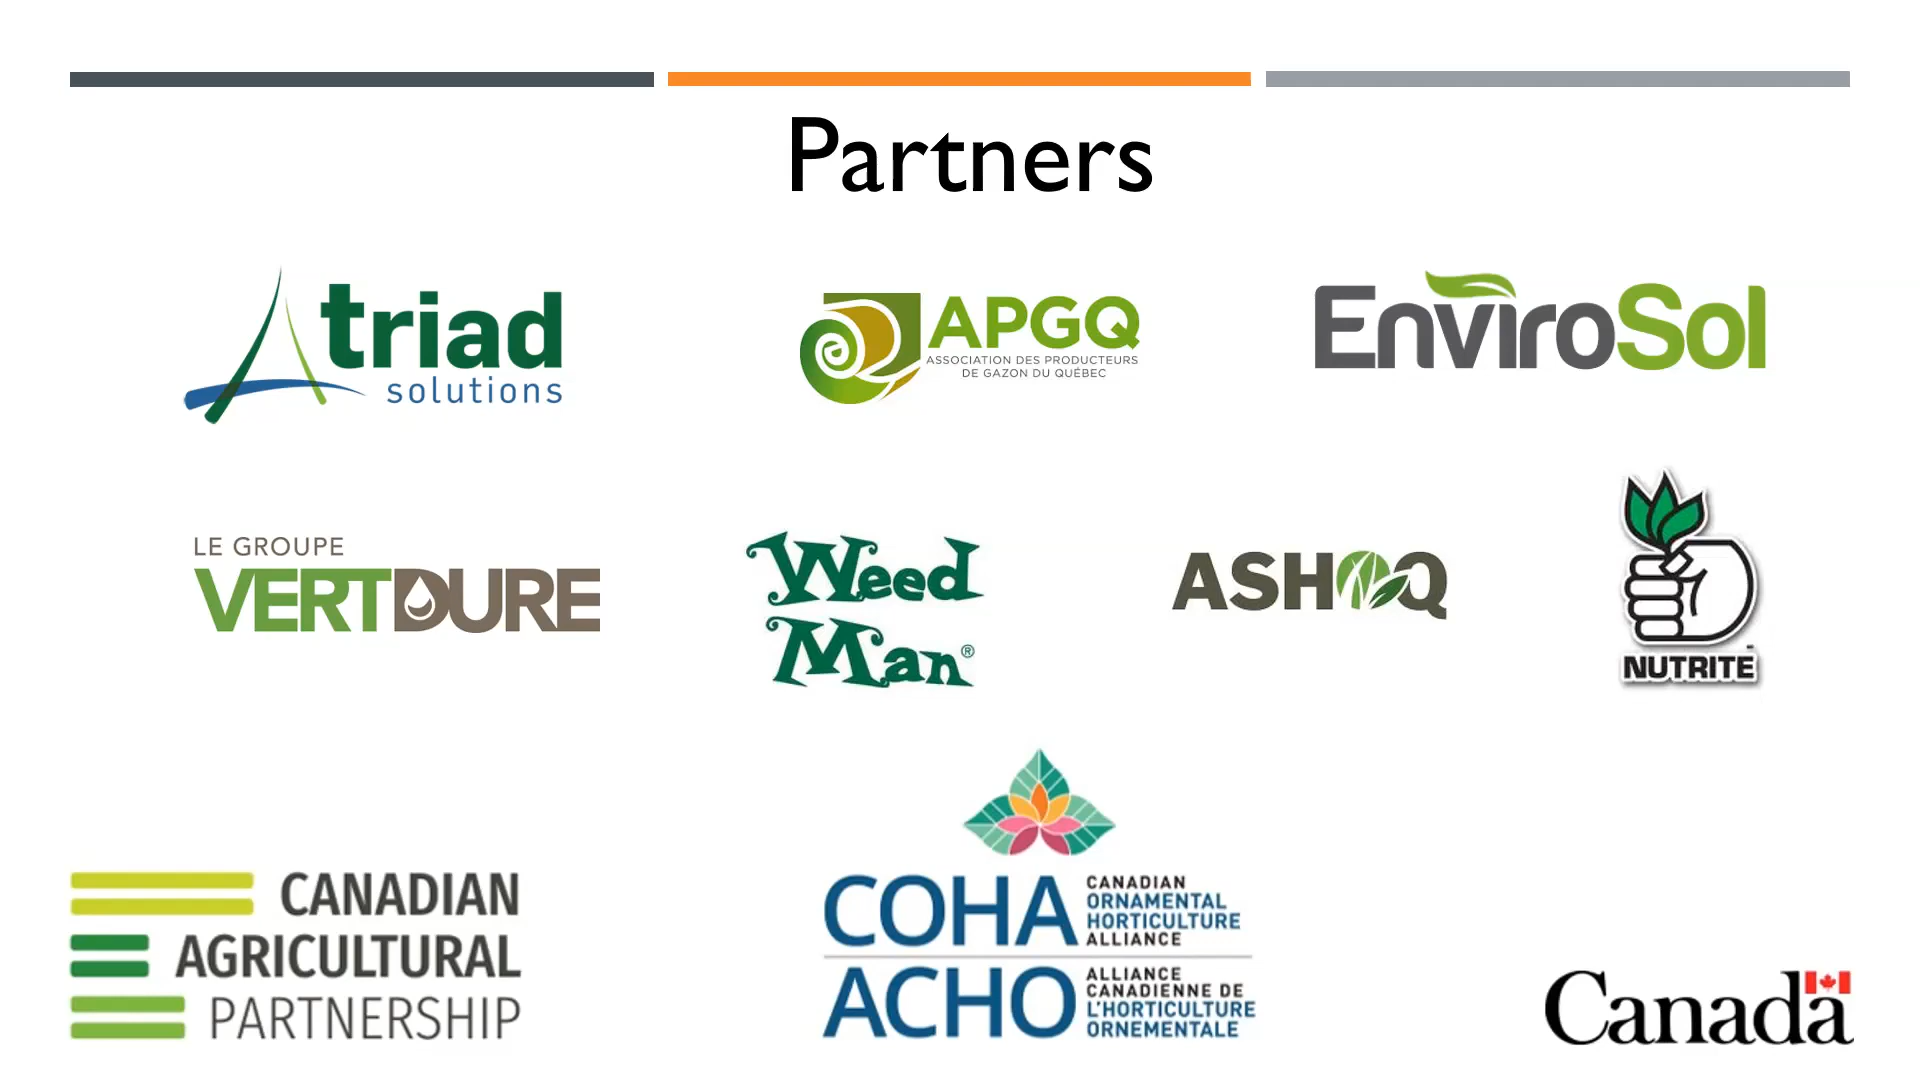 Partners
triad
solutions
APGQ
ASSOCIATION DES PRODUCTEURS
DE GAZON DU QUÉBEC
EnviroSol
LE GROUPE
VERTDURE
Weed
Man®
ASHOQ
NUTRITE
CANADIAN
AGRICULTURAL
PARTNERSHIP
COHA
CANADIAN
ORNAMENTAL
HORTICULTURE
ALLIANCE
ACHO
ALLIANCE
CANADIENNE DE
L'HORTICULTURE
ORNEMENTALE
Canada